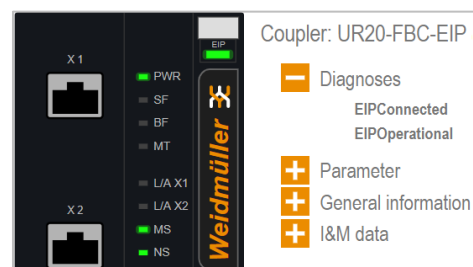 X 1
X 2
PWR
SF
BF
MT
L/A X1
L/A X2
MS
NS
EIP
Weidmüller
Coupler: UR20-FBC-EIP
Diagnoses
EIPConnected
EIPOperational
Parameter
General information
I&M data